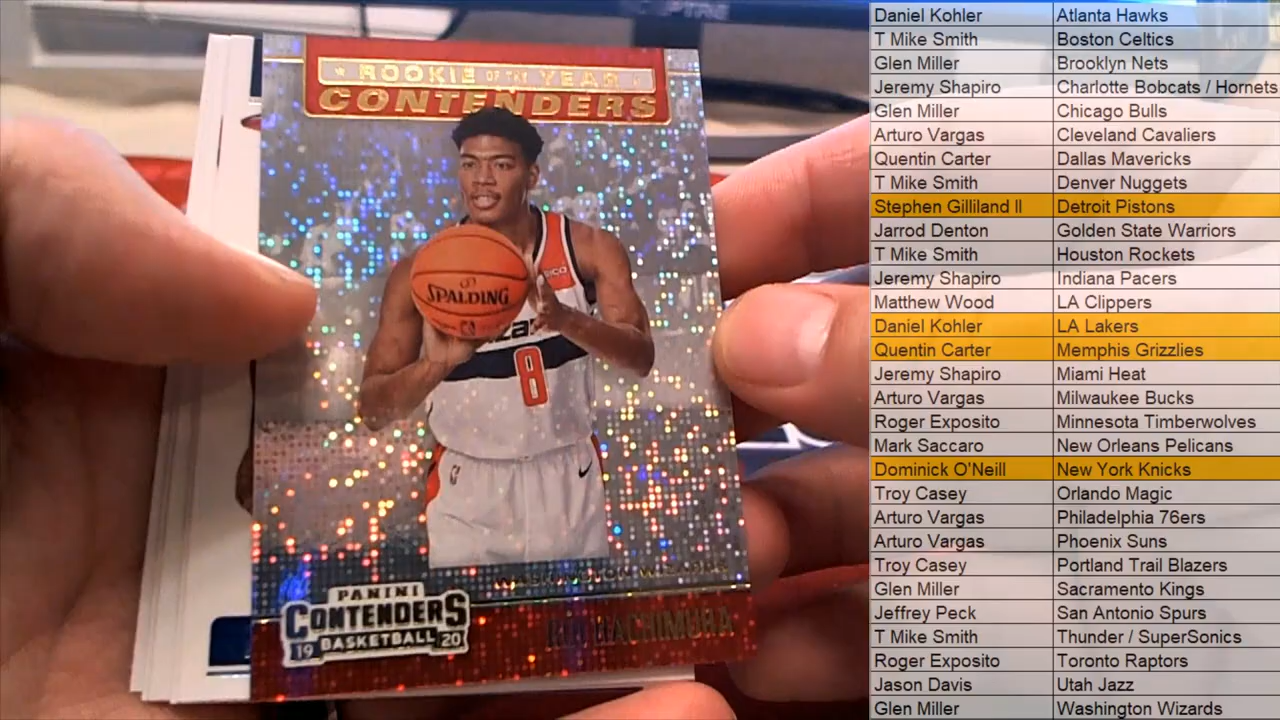 ROOKIE OF THE YEAR
CONTENDERS
GEICO
SPALDING
8
WASHINGTON WIZARDS
RUI HACHIMURA
PANINI
CONTENDERS
19 BASKETBALL 20
Daniel Kohler Atlanta Hawks
T Mike Smith Boston Celtics
Glen Miller Brooklyn Nets
Jeremy Shapiro Charlotte Bobcats / Hornets
Glen Miller Chicago Bulls
Arturo Vargas Cleveland Cavaliers
Quentin Carter Dallas Mavericks
T Mike Smith Denver Nuggets
Stephen Gilliland II Detroit Pistons
Jarrod Denton Golden State Warriors
T Mike Smith Houston Rockets
Jeremy Shapiro Indiana Pacers
Matthew Wood LA Clippers
Daniel Kohler LA Lakers
Quentin Carter Memphis Grizzlies
Jeremy Shapiro Miami Heat
Arturo Vargas Milwaukee Bucks
Roger Exposito Minnesota Timberwolves
Mark Saccaro New Orleans Pelicans
Dominick O'Neill New York Knicks
Troy Casey Orlando Magic
Arturo Vargas Philadelphia 76ers
Arturo Vargas Phoenix Suns
Troy Casey Portland Trail Blazers
Glen Miller Sacramento Kings
Jeffrey Peck San Antonio Spurs
T Mike Smith Thunder / SuperSonics
Roger Exposito Toronto Raptors
Jason Davis Utah Jazz
Glen Miller Washington Wizards